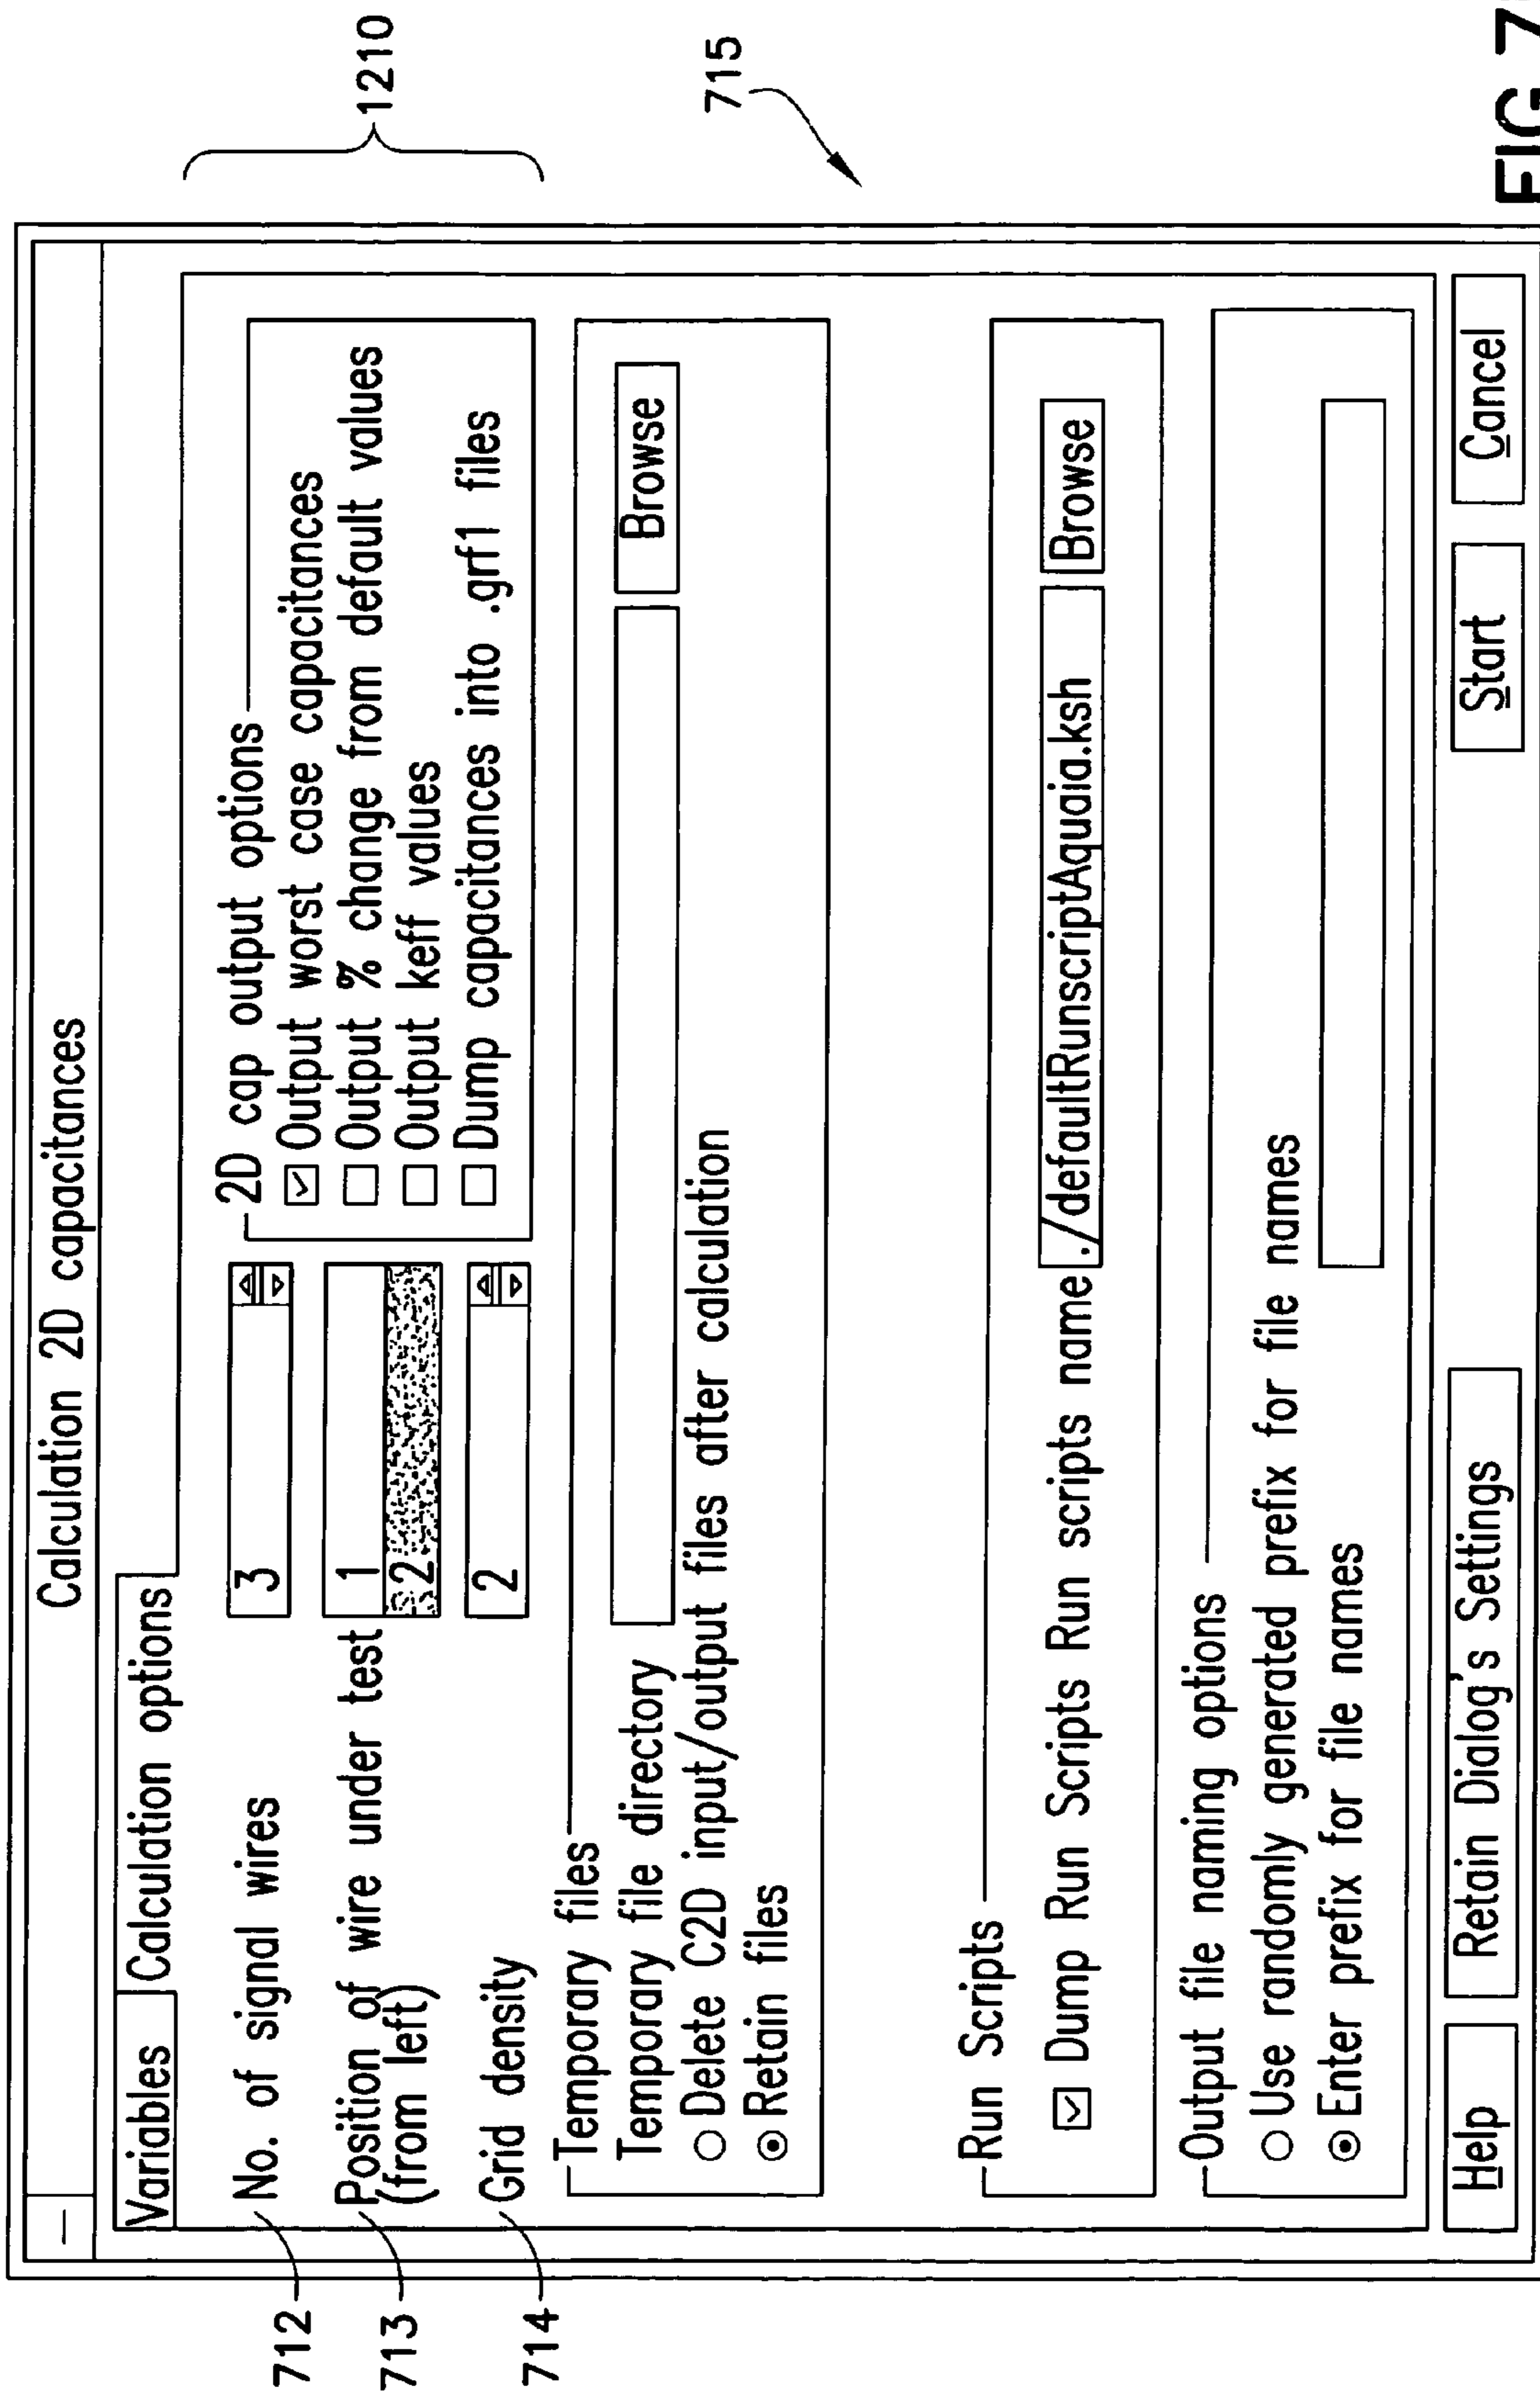 Calculation 2D capacitances
Variables
Calculation options
712
No. of signal wires
3
713
Position of wire under test
(from left)
1
2
714
Grid density
2
2D cap output options
Output worst case capacitances
Output % change from default values
Output keff values
Dump capacitances into .grf1 files
1210
Temporary files
Temporary file directory
Browse
Delete C2D input/output files after calculation
Retain files
715
Run Scripts
Dump Run Scripts Run scripts name
./defaultRunscriptAquaia.ksh
Browse
Output file naming options
Use randomly generated prefix for file names
Enter prefix for file names
Help
Retain Dialog's Settings
Start
Cancel
FIG 7